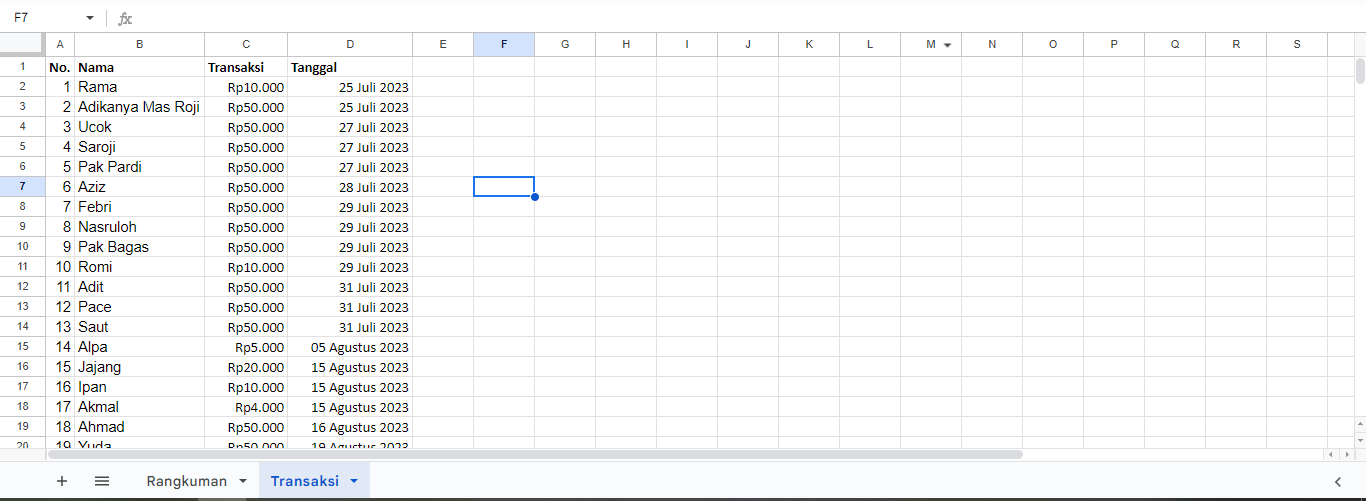 F7 fx
A B C D E F G H I J K L M N O P Q R S
1 No. Nama Transaksi Tanggal
2 1 Rama Rp10.000 25 Juli 2023
3 2 Adikanya Mas Roji Rp50.000 25 Juli 2023
4 3 Ucok Rp50.000 27 Juli 2023
5 4 Saroji Rp50.000 27 Juli 2023
6 5 Pak Pardi Rp50.000 27 Juli 2023
7 6 Aziz Rp50.000 28 Juli 2023
8 7 Febri Rp50.000 29 Juli 2023
9 8 Nasruloh Rp50.000 29 Juli 2023
10 9 Pak Bagas Rp50.000 29 Juli 2023
11 10 Romi Rp10.000 29 Juli 2023
12 11 Adit Rp50.000 31 Juli 2023
13 12 Pace Rp50.000 31 Juli 2023
14 13 Saut Rp50.000 31 Juli 2023
15 14 Alpa Rp5.000 05 Agustus 2023
16 15 Jajang Rp20.000 15 Agustus 2023
17 16 Ipan Rp10.000 15 Agustus 2023
18 17 Akmal Rp4.000 15 Agustus 2023
19 18 Ahmad Rp50.000 16 Agustus 2023
20 19 Yuda Rp50.000 19 Agustus 2023
Rangkuman Transaksi